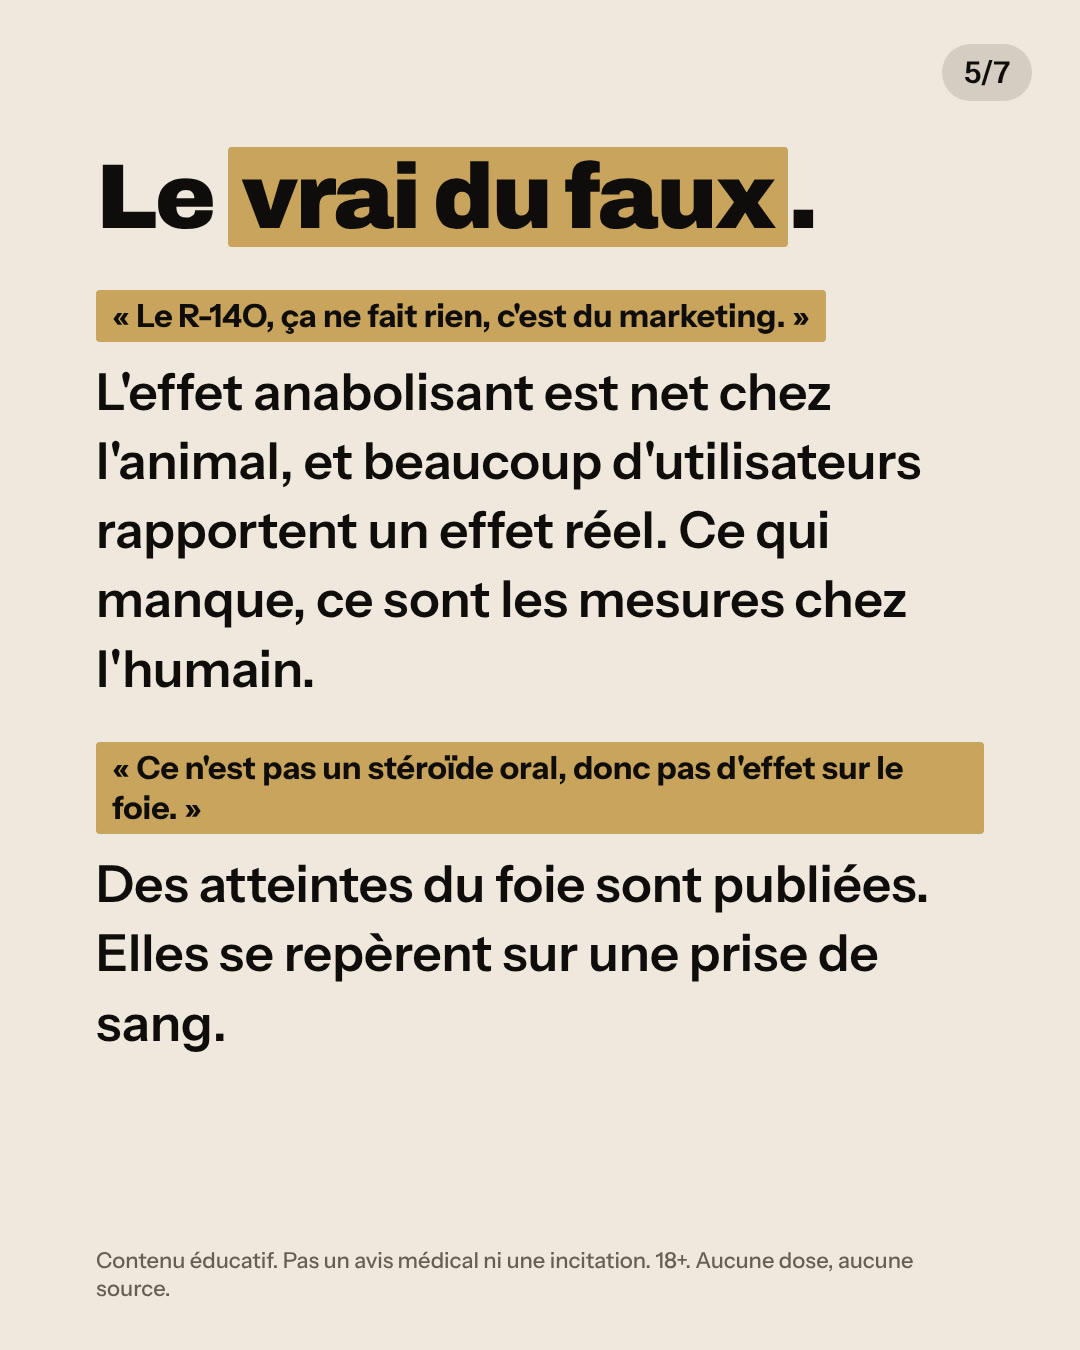 5/7
Le vrai du faux.
« Le R-140, ça ne fait rien, c'est du marketing. »
L'effet anabolisant est net chez
l'animal, et beaucoup d'utilisateurs
rapportent un effet réel. Ce qui
manque, ce sont les mesures chez
l'humain.
« Ce n'est pas un stéroïde oral, donc pas d'effet sur le
foie. »
Des atteintes du foie sont publiées.
Elles se repèrent sur une prise de
sang.
Contenu éducatif. Pas un avis médical ni une incitation. 18+. Aucune dose, aucune
source.